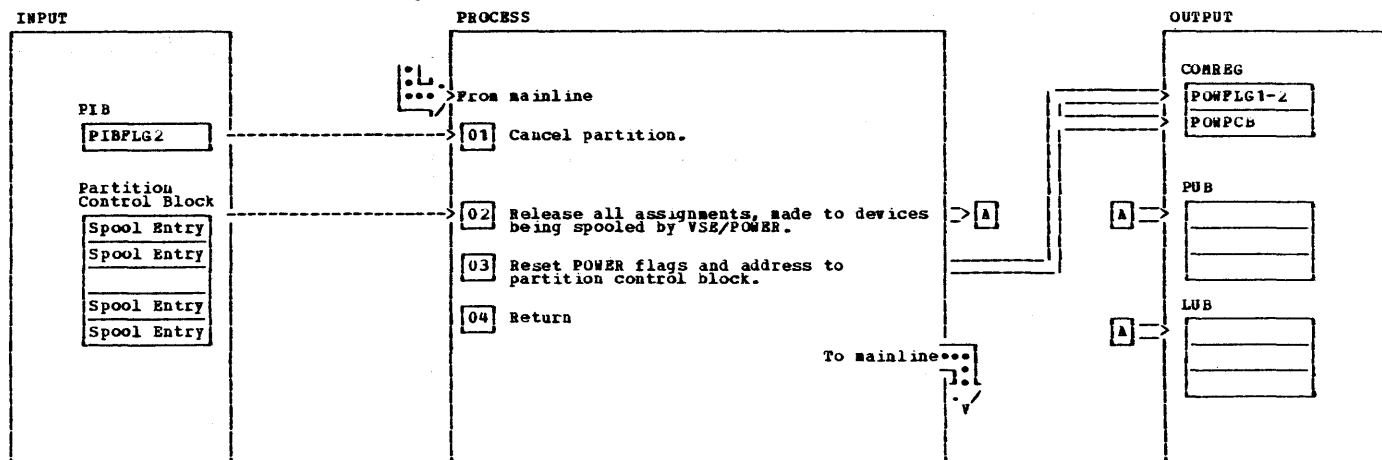 INPUT
PROCESS
OUTPUT
PIB
PIBFLG2
Partition
Control Block
Spool Entry
Spool Entry
Spool Entry
Spool Entry
From mainline
01 Cancel partition.
02 Release all assignments, made to devices
being spooled by VSE/POWER.
A
03 Reset POWER flags and address to
partition control block.
04 Return
To mainline
COMREG
POWFLG1-2
POWPCB
PUB
A
LUB
A